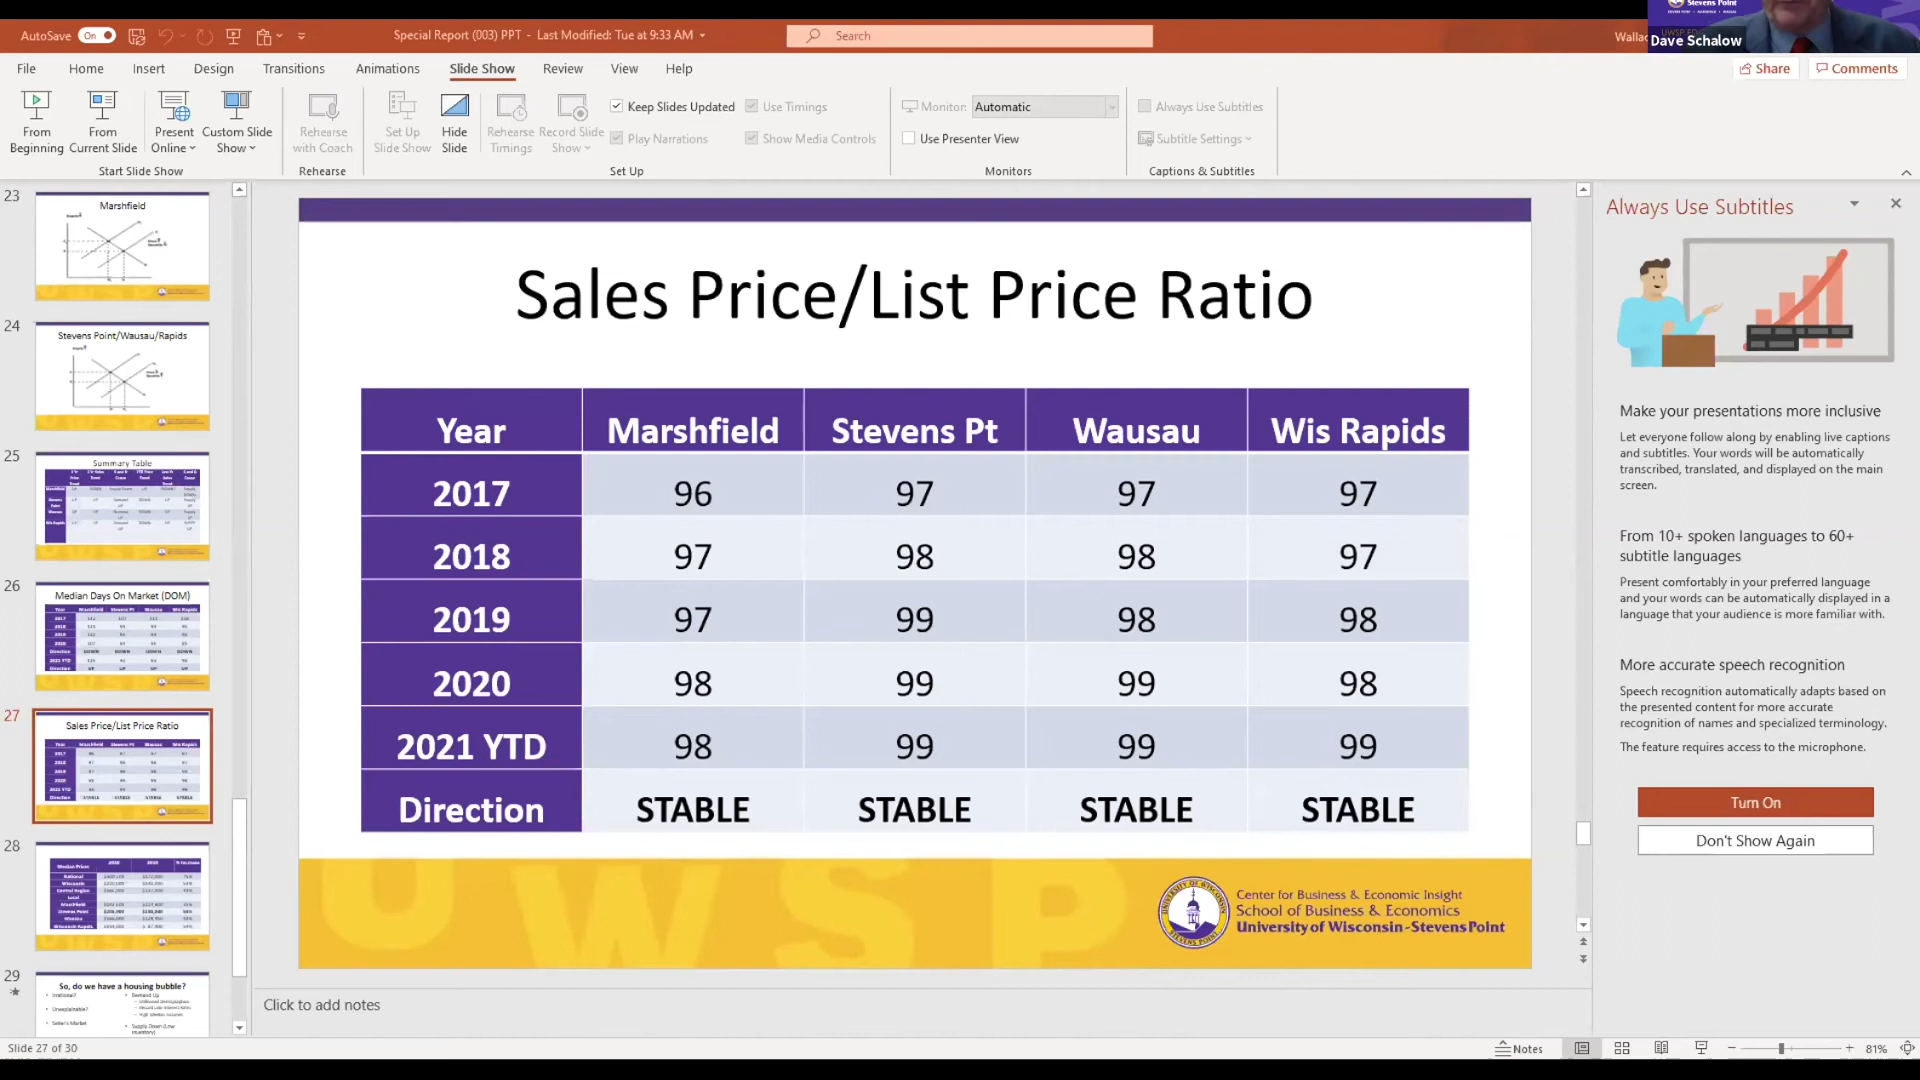 Stevens Point
AutoSave On
Special Report (003) PPT - Last Modified: Tue at 9:33 AM
Search
Dave Schalow
File Home Insert Design Transitions Animations Slide Show Review View Help
Share Comments
From Beginning
From Current Slide
Present Online
Custom Slide Show
Start Slide Show
Rehearse with Coach
Rehearse
Set Up Slide Show
Hide Slide
Rehearse Timings
Record Slide Show
Keep Slides Updated
Play Narrations
Use Timings
Show Media Controls
Set Up
Monitor: Automatic
Use Presenter View
Monitors
Always Use Subtitles
Subtitle Settings
Captions & Subtitles
23
Marshfield
24
Stevens Point/Wausau/Rapids
25
Summary Table
26
Median Days On Market (DOM)
27
Sales Price/List Price Ratio
28
29
So, do we have a housing bubble?
Irrational?
Unexplainable?
Seller's Market
Demand Up
Supply Down (Low Inventory)
Sales Price/List Price Ratio
Year Marshfield Stevens Pt Wausau Wis Rapids
2017 96 97 97 97
2018 97 98 98 97
2019 97 99 98 98
2020 98 99 99 98
2021 YTD 98 99 99 99
Direction STABLE STABLE STABLE STABLE
UWSP
Center for Business & Economic Insight
School of Business & Economics
University of Wisconsin-Stevens Point
Click to add notes
Always Use Subtitles
Make your presentations more inclusive
Let everyone follow along by enabling live captions
and subtitles. Your words will be automatically
transcribed, translated, and displayed on the main
screen.
From 10+ spoken languages to 60+
subtitle languages
Present comfortably in your preferred language
and your words can be automatically displayed in a
language that your audience is more familiar with.
More accurate speech recognition
Speech recognition automatically adapts based on
the presented content for more accurate
recognition of names and specialized terminology.
The feature requires access to the microphone.
Turn On
Don't Show Again
Slide 27 of 30
Notes
81%